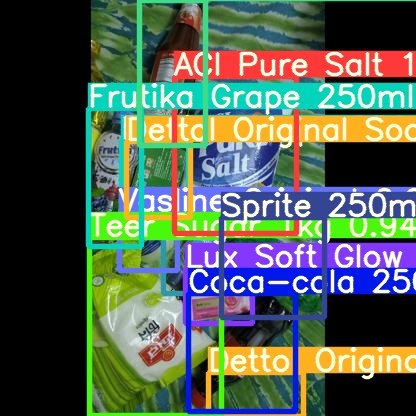 ACI Pure Salt 1
Frutika Grape 250ml
Dettol Original Soa
Pure
Salt
Sprite 250m
Teer Sugar 1kg 0.94
Lux Soft Glow
Coca-cola 250
তীর
Detto Origina